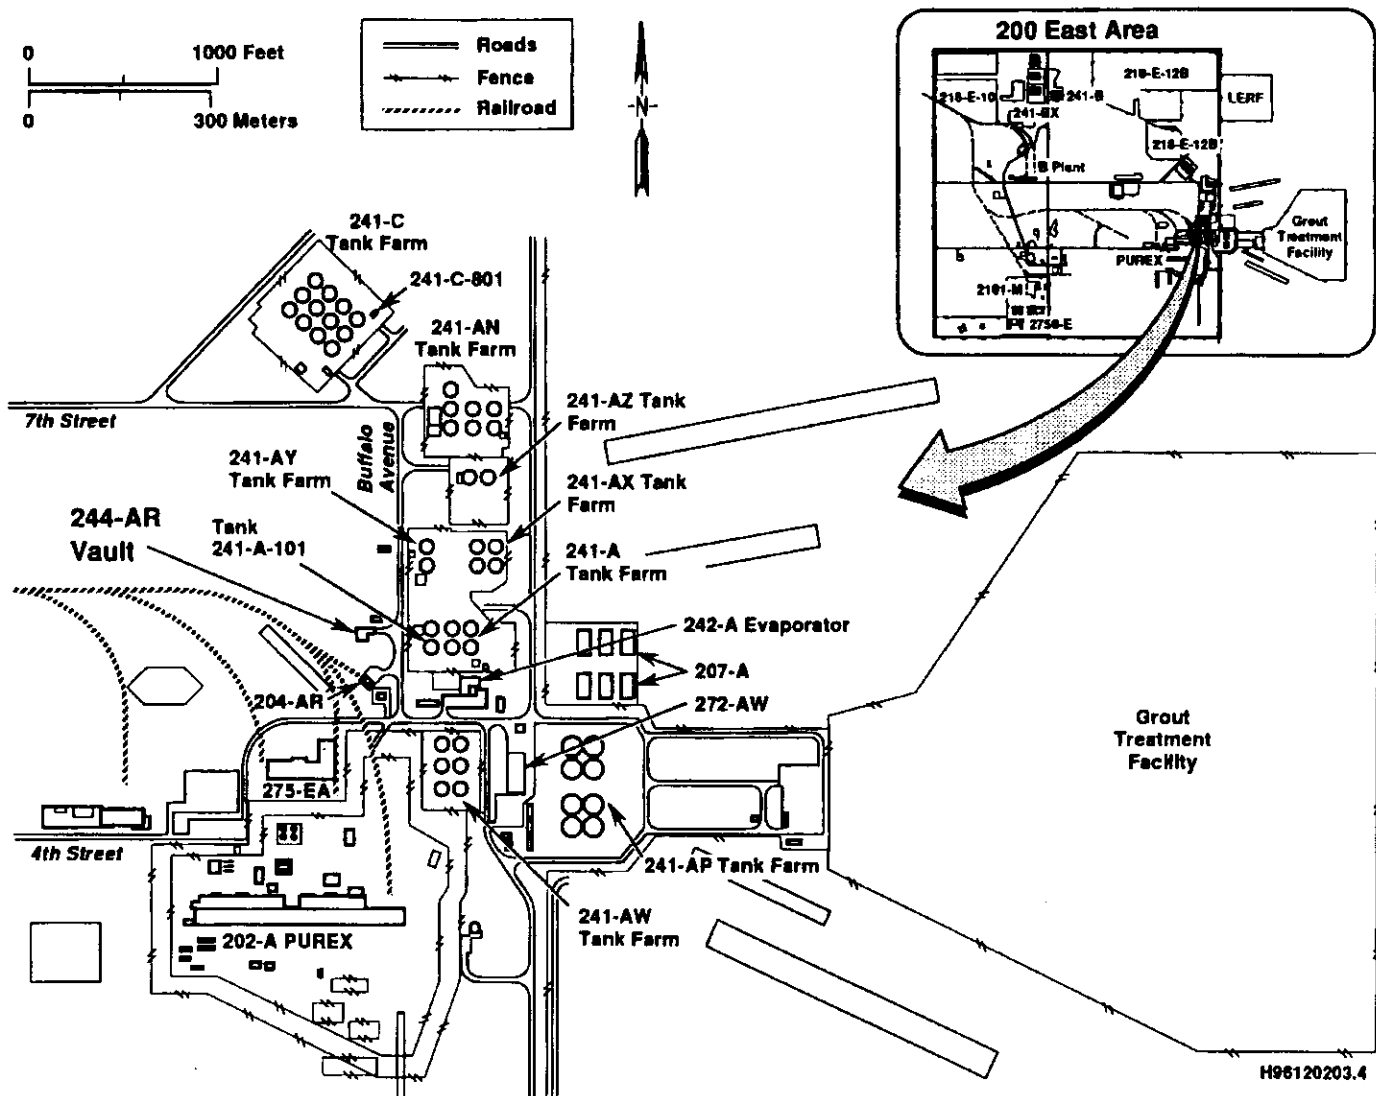 0 1000 Feet
0 300 Meters
Roads
Fence
Railroad
N
200 East Area
218-E-12B
218-E-10
241-B
LERF
241-BX
218-E-12B
B Plant
Grout
Treatment
Facility
PUREX
2101-M
2750-E
241-C
Tank Farm
241-C-801
241-AN
Tank Farm
7th Street
Buffalo
Avenue
241-AZ Tank
Farm
241-AY
Tank Farm
241-AX Tank
Farm
244-AR
Vault
Tank
241-A-101
241-A
Tank Farm
242-A Evaporator
207-A
204-AR
272-AW
Grout
Treatment
Facility
275-EA
4th Street
241-AP Tank Farm
241-AW
Tank Farm
202-A PUREX
H96120203.4